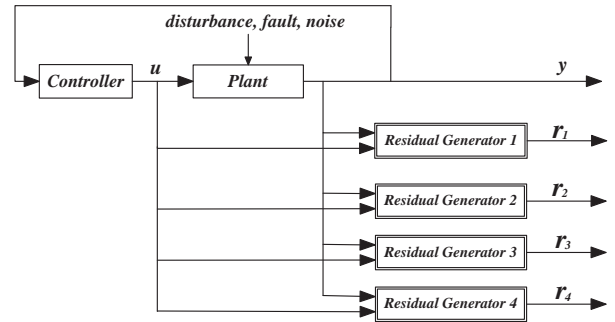 disturbance, fault, noise
Controller
u
Plant
y
Residual Generator 1
r1
Residual Generator 2
r2
Residual Generator 3
r3
Residual Generator 4
r4